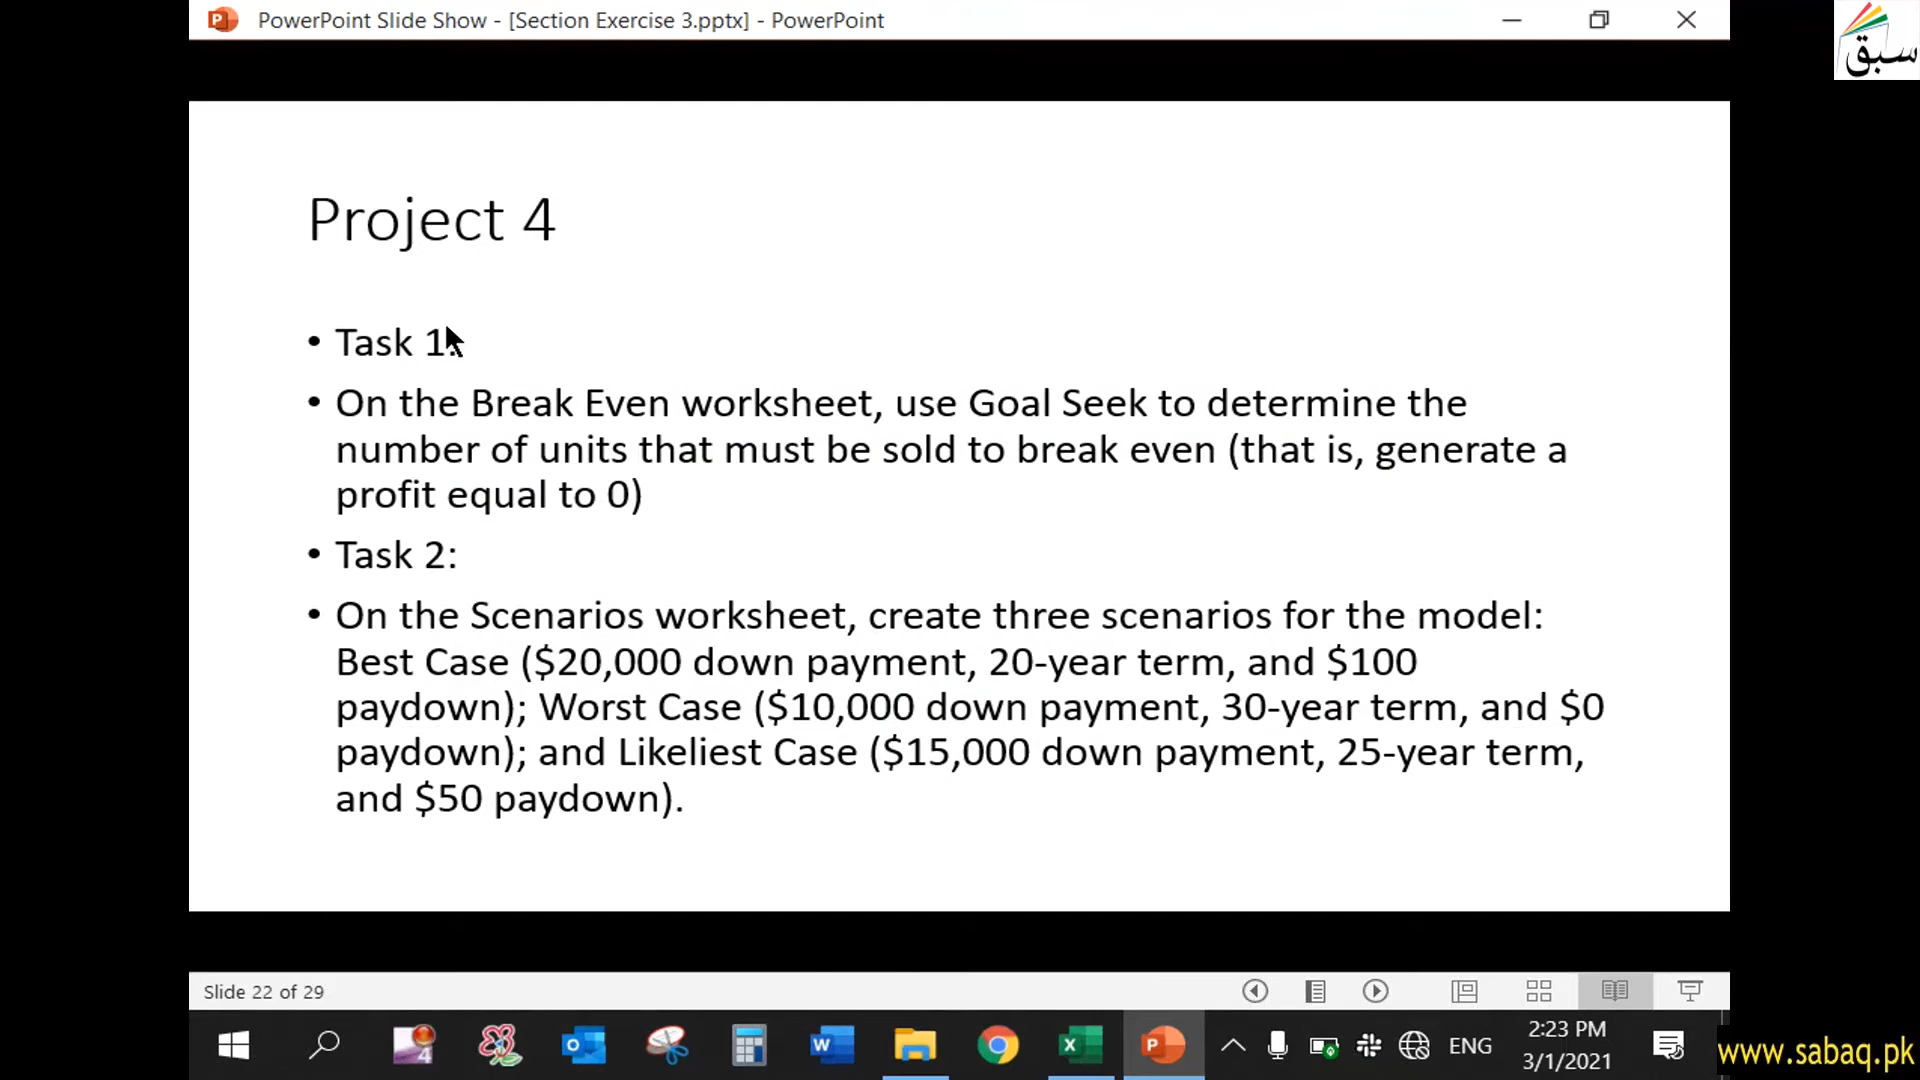 PowerPoint Slide Show - [Section Exercise 3.pptx] - PowerPoint
سبق
Project 4
• Task 1:
• On the Break Even worksheet, use Goal Seek to determine the
number of units that must be sold to break even (that is, generate a
profit equal to 0)
• Task 2:
• On the Scenarios worksheet, create three scenarios for the model:
Best Case ($20,000 down payment, 20-year term, and $100
paydown); Worst Case ($10,000 down payment, 30-year term, and $0
paydown); and Likeliest Case ($15,000 down payment, 25-year term,
and $50 paydown).
Slide 22 of 29
ENG
2:23 PM
3/1/2021
www.sabaq.pk